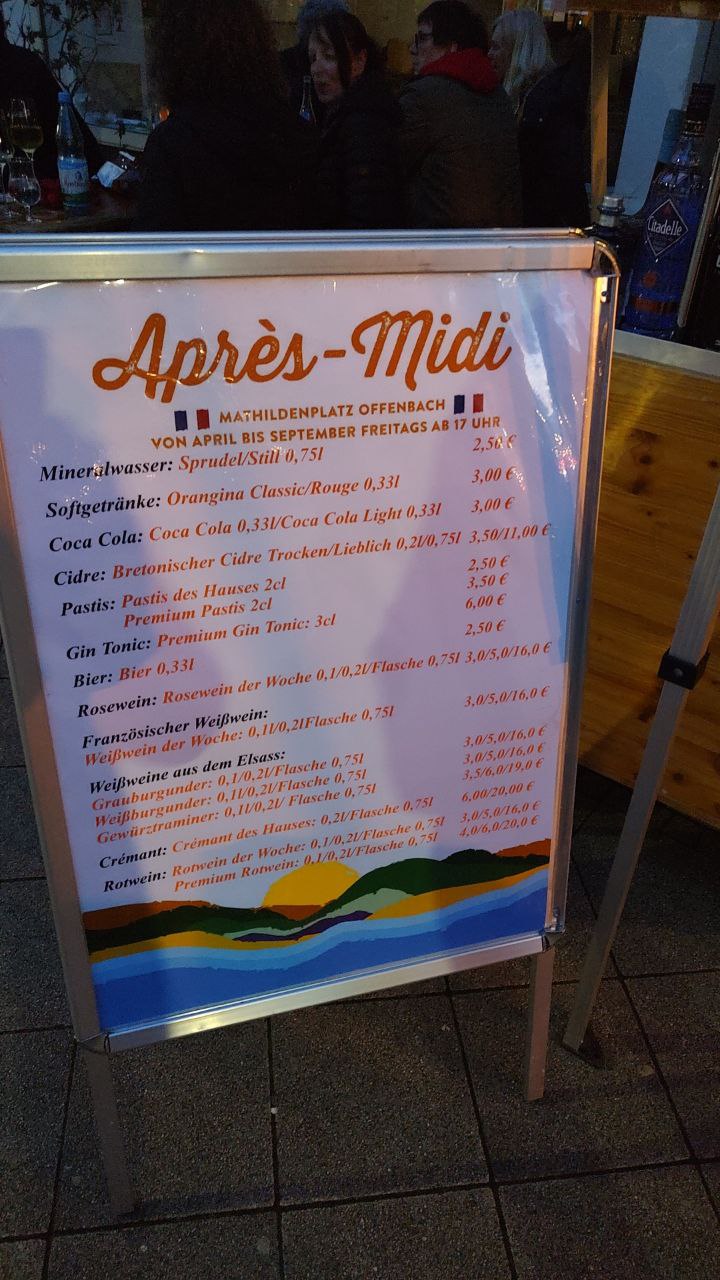 Citadelle
Après-Midi
MATHILDENPLATZ OFFENBACH
VON APRIL BIS SEPTEMBER FREITAGS AB 17 UHR
Mineralwasser: Sprudel/Still 0,75l 2,50 €
Softgetränke: Orangina Classic/Rouge 0,33l 3,00 €
Coca Cola: Coca Cola 0,33l/Coca Cola Light 0,33l 3,00 €
Cidre: Bretonischer Cidre Trocken/Lieblich 0,2l/0,75l 3,50/11,00 €
Pastis: Pastis des Hauses 2cl 2,50 €
Premium Pastis 2cl 3,50 €
Gin Tonic: Premium Gin Tonic: 3cl 6,00 €
Bier: Bier 0,33l 2,50 €
Rosewein: Rosewein der Woche 0,1/0,2l/Flasche 0,75l 3,0/5,0/16,0 €
Französischer Weißwein:
Weißwein der Woche: 0,1l/0,2lFlasche 0,75l 3,0/5,0/16,0 €
Weißweine aus dem Elsass:
Grauburgunder: 0,1/0,2l/Flasche 0,75l 3,0/5,0/16,0 €
Weißburgunder: 0,1l/0,2l/Flasche 0,75l 3,0/5,0/16,0 €
Gewürztraminer: 0,1l/0,2l/ Flasche 0,75l 3,5/6,0/19,0 €
Crémant: Crémant des Hauses: 0,2l/Flasche 0,75l 6,00/20,00 €
Rotwein: Rotwein der Woche: 0,1/0,2l/Flasche 0,75l 3,0/5,0/16,0 €
Premium Rotwein: 0,1/0,2l/Flasche 0,75l 4,0/6,0/20,0 €